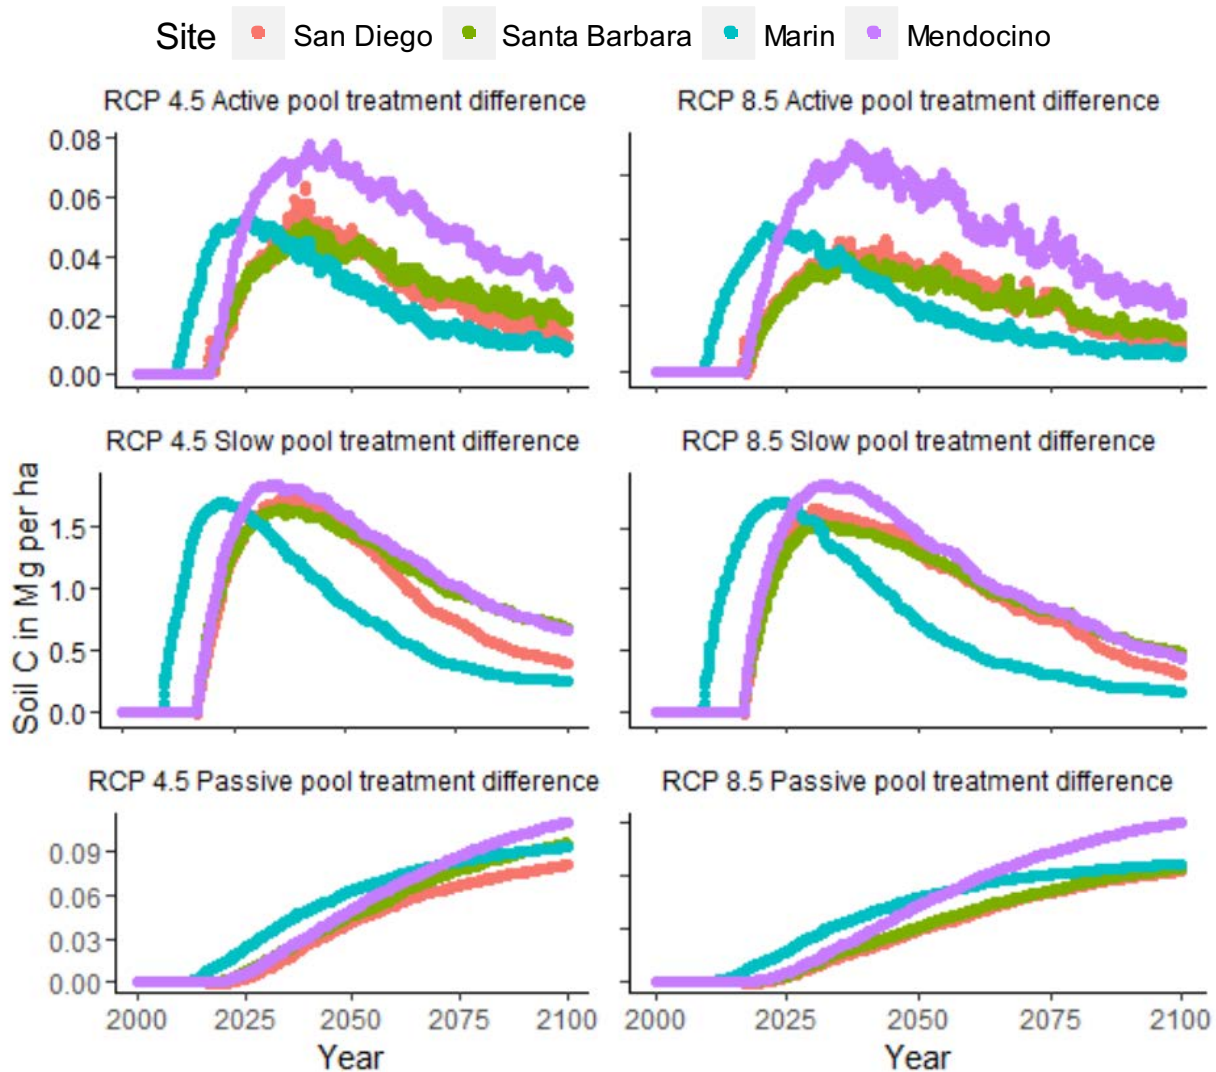 Site San Diego Santa Barbara Marin Mendocino
RCP 4.5 Active pool treatment difference
RCP 8.5 Active pool treatment difference
0.08
0.06
0.04
0.02
0.00
RCP 4.5 Slow pool treatment difference
RCP 8.5 Slow pool treatment difference
Soil C in Mg per ha
1.5
1.0
0.5
0.0
RCP 4.5 Passive pool treatment difference
RCP 8.5 Passive pool treatment difference
0.09
0.06
0.03
0.00
2000 2025 2050 2075 2100
2000 2025 2050 2075 2100
Year
Year